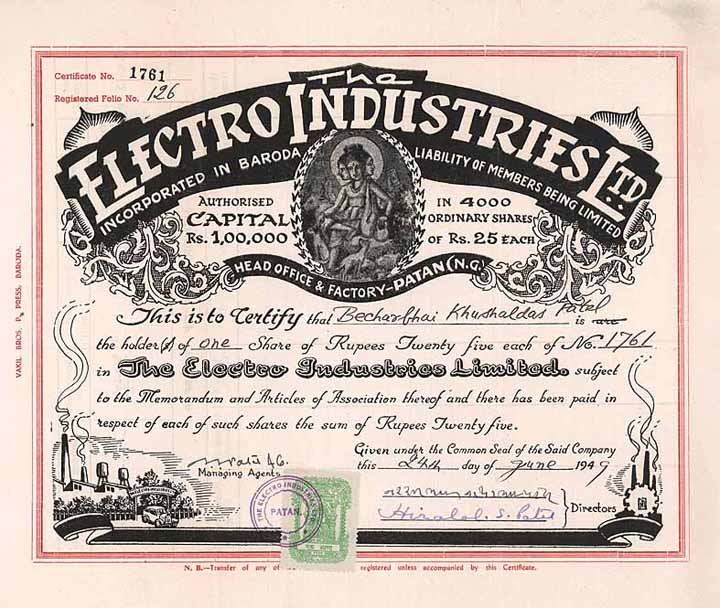 Certificate No. 1761
Registered Folio No. 126
The
ELECTRO INDUSTRIES LTD.
INCORPORATED IN BARODA LIABILITY OF MEMBERS BEING LIMITED
AUTHORISED CAPITAL Rs. 1,00,000
IN 4000 ORDINARY SHARES OF Rs. 25 EACH
HEAD OFFICE & FACTORY-PATAN (N.G.)
This is to Certify that Becharbhai Khushaldas Patel is are
the holder(s) of one Share of Rupees Twenty five each of No. 1761
in The Electro Industries Limited. subject
to the Memorandum and Articles of Association thereof and there has been paid in
respect of each of such shares the sum of Rupees Twenty five.
Given under the Common Seal of the Said Company
this 24th day of June 1949
Managing Agents
THE ELECTRO INDUSTRIES LTD.
PATAN.
Hiralal. S. Patel
Directors
N. B.—Transfer of any of registered unless accompanied by this Certificate.
VAKIL BROS. PRESS, BARODA.